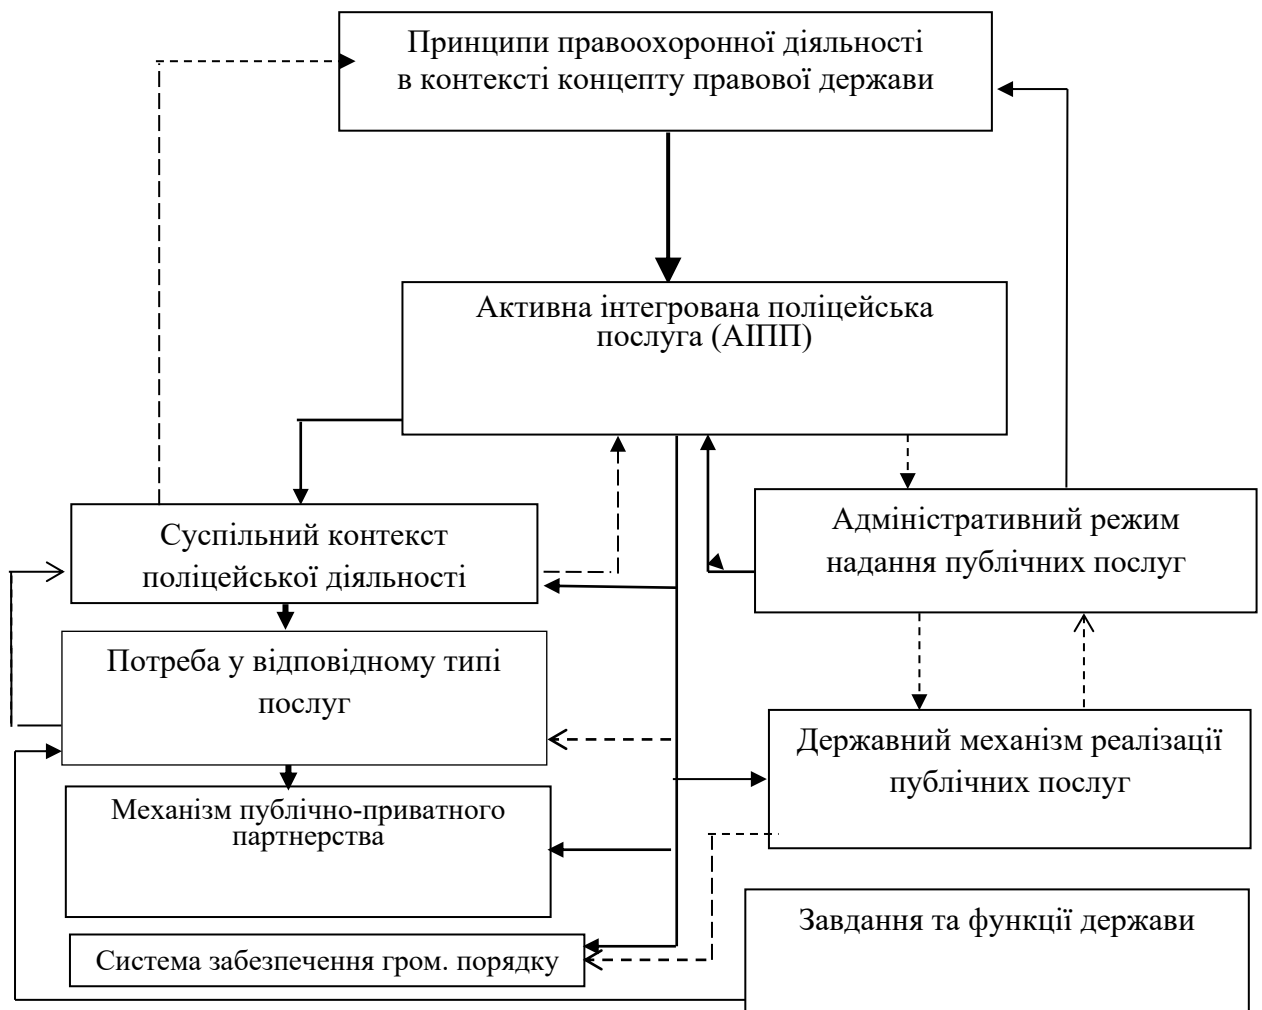 Принципи правоохоронної діяльності
в контексті концепту правової держави
Активна інтегрована поліцейська
послуга (АІПП)
Суспільний контекст
поліцейської діяльності
Адміністративний режим
надання публічних послуг
Потреба у відповідному типі
послуг
Державний механізм реалізації
публічних послуг
Механізм публічно-приватного
партнерства
Завдання та функції держави
Система забезпечення гром. порядку